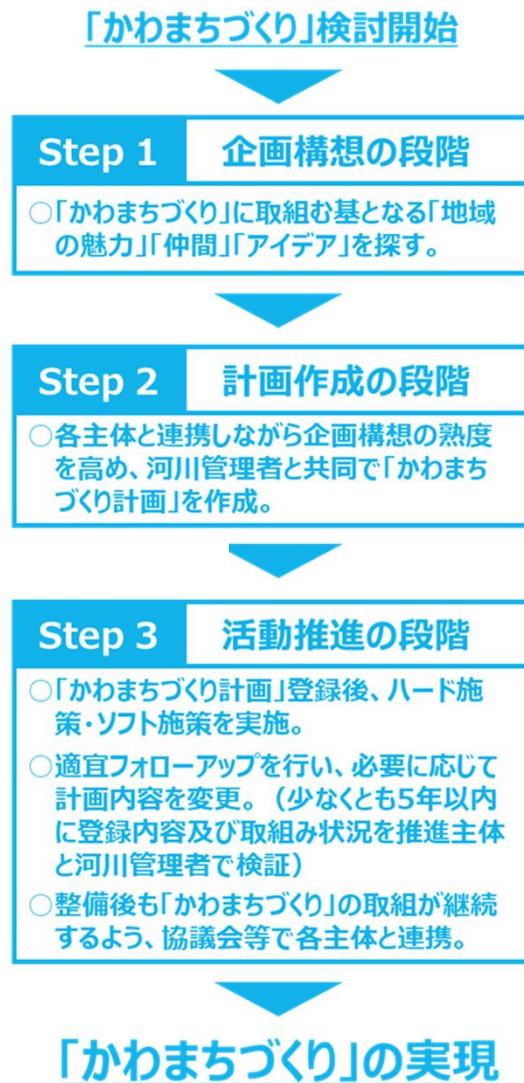 「かわまちづくり」検討開始
Step 1 企画構想の段階
○「かわまちづくり」に取組む基となる「地域
の魅力」「仲間」「アイデア」を探す。
Step 2 計画作成の段階
○各主体と連携しながら企画構想の熟度
を高め、河川管理者と共同で「かわまち
づくり計画」を作成。
Step 3 活動推進の段階
○「かわまちづくり計画」登録後、ハード施
策・ソフト施策を実施。
○適宜フォローアップを行い、必要に応じて
計画内容を変更。（少なくとも5年以内
に登録内容及び取組み状況を推進主体
と河川管理者で検証）
○整備後も「かわまちづくり」の取組が継続
するよう、協議会等で各主体と連携。
「かわまちづくり」の実現